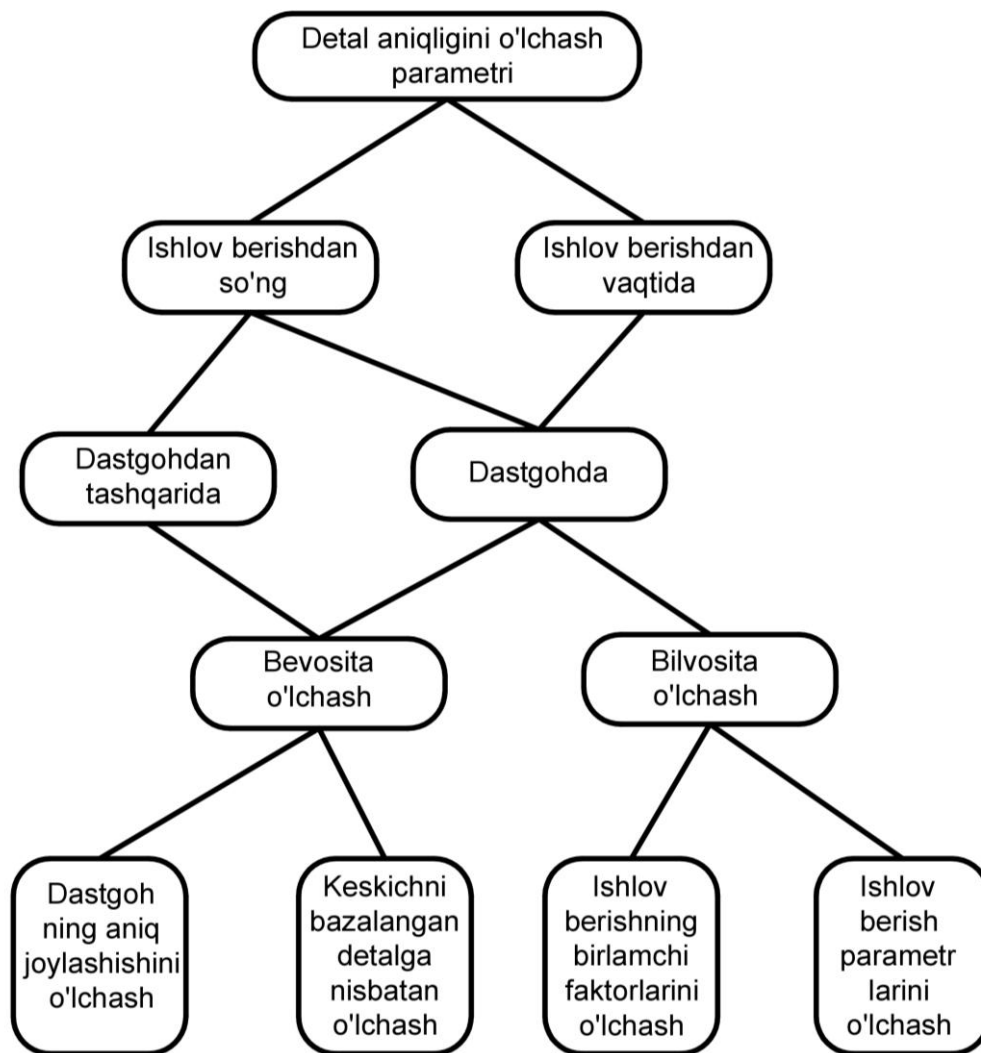 Detal aniqligini o'lchash
parametri
Ishlov berishdan
so'ng
Ishlov berishdan
vaqtida
Dastgohdan
tashqarida
Dastgohda
Bevosita
o'lchash
Bilvosita
o'lchash
Dastgoh
ning aniq
joylashishini
o'lchash
Keskichni
bazalangan
detalga
nisbatan
o'lchash
Ishlov
berishning
birlamchi
faktorlarini
o'lchash
Ishlov
berish
parametr
larini
o'lchash